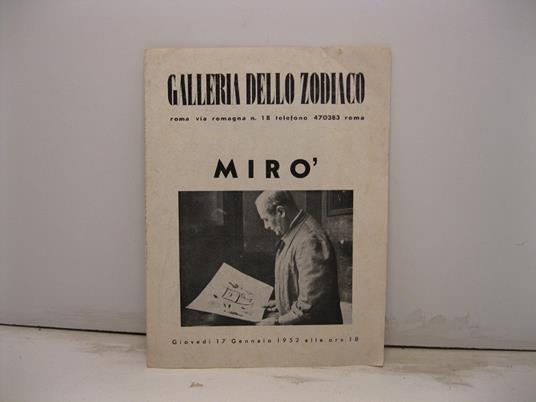 GALLERIA DELLO ZODIACO
roma via romagna n. 18 telefono 470383 roma
MIRO'
Giovedì 17 Gennaio 1952 alle ore 18